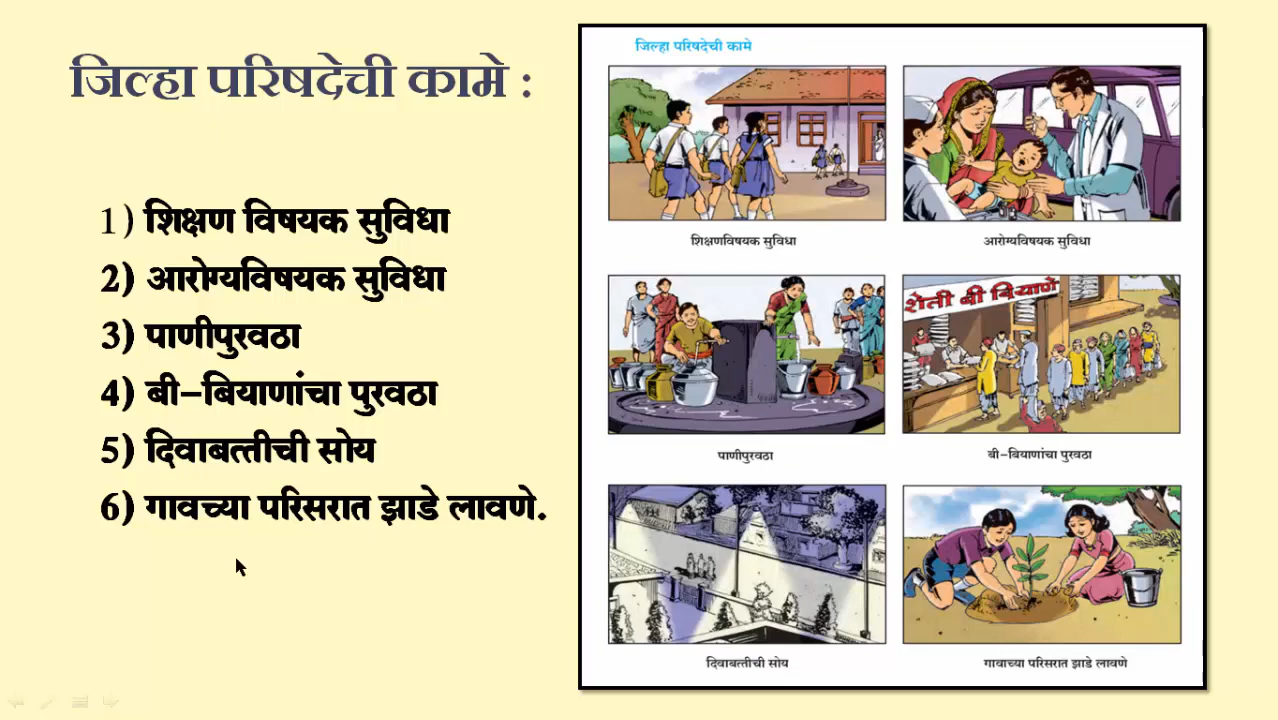 जिल्हा परिषदेची कामे :
1) शिक्षण विषयक सुविधा
2) आरोग्यविषयक सुविधा
3) पाणीपुरवठा
4) बी-बियाणांचा पुरवठा
5) दिवाबत्तीची सोय
6) गावच्या परिसरात झाडे लावणे.
जिल्हा परिषदेची कामे
शिक्षणविषयक सुविधा
आरोग्यविषयक सुविधा
शेती बी बियाणे
पाणीपुरवठा
बी-बियाणांचा पुरवठा
दिवाबत्तीची सोय
गावाच्या परिसरात झाडे लावणे